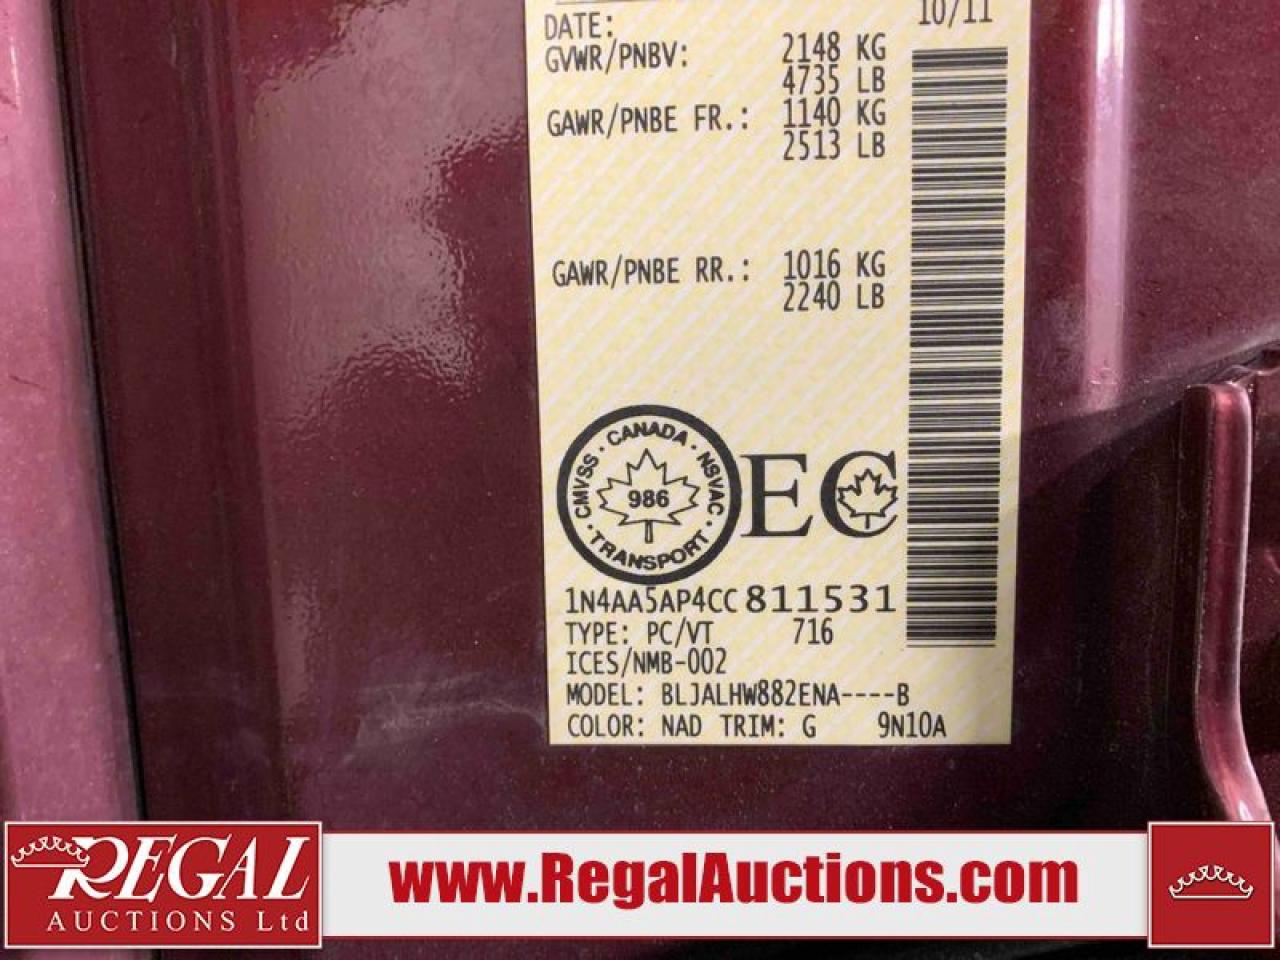 DATE: 10/11
GVWR/PNBV: 2148 KG
4735 LB
GAWR/PNBE FR.: 1140 KG
2513 LB
GAWR/PNBE RR.: 1016 KG
2240 LB
CANADA · NSVAC · TRANSPORT · CMVSS ·
986
EC
1N4AA5AP4CC811531
TYPE: PC/VT 716
ICES/NMB-002
MODEL: BLJALHW882ENA----B
COLOR: NAD TRIM: G 9N10A
REGAL
AUCTIONS Ltd
www.RegalAuctions.com